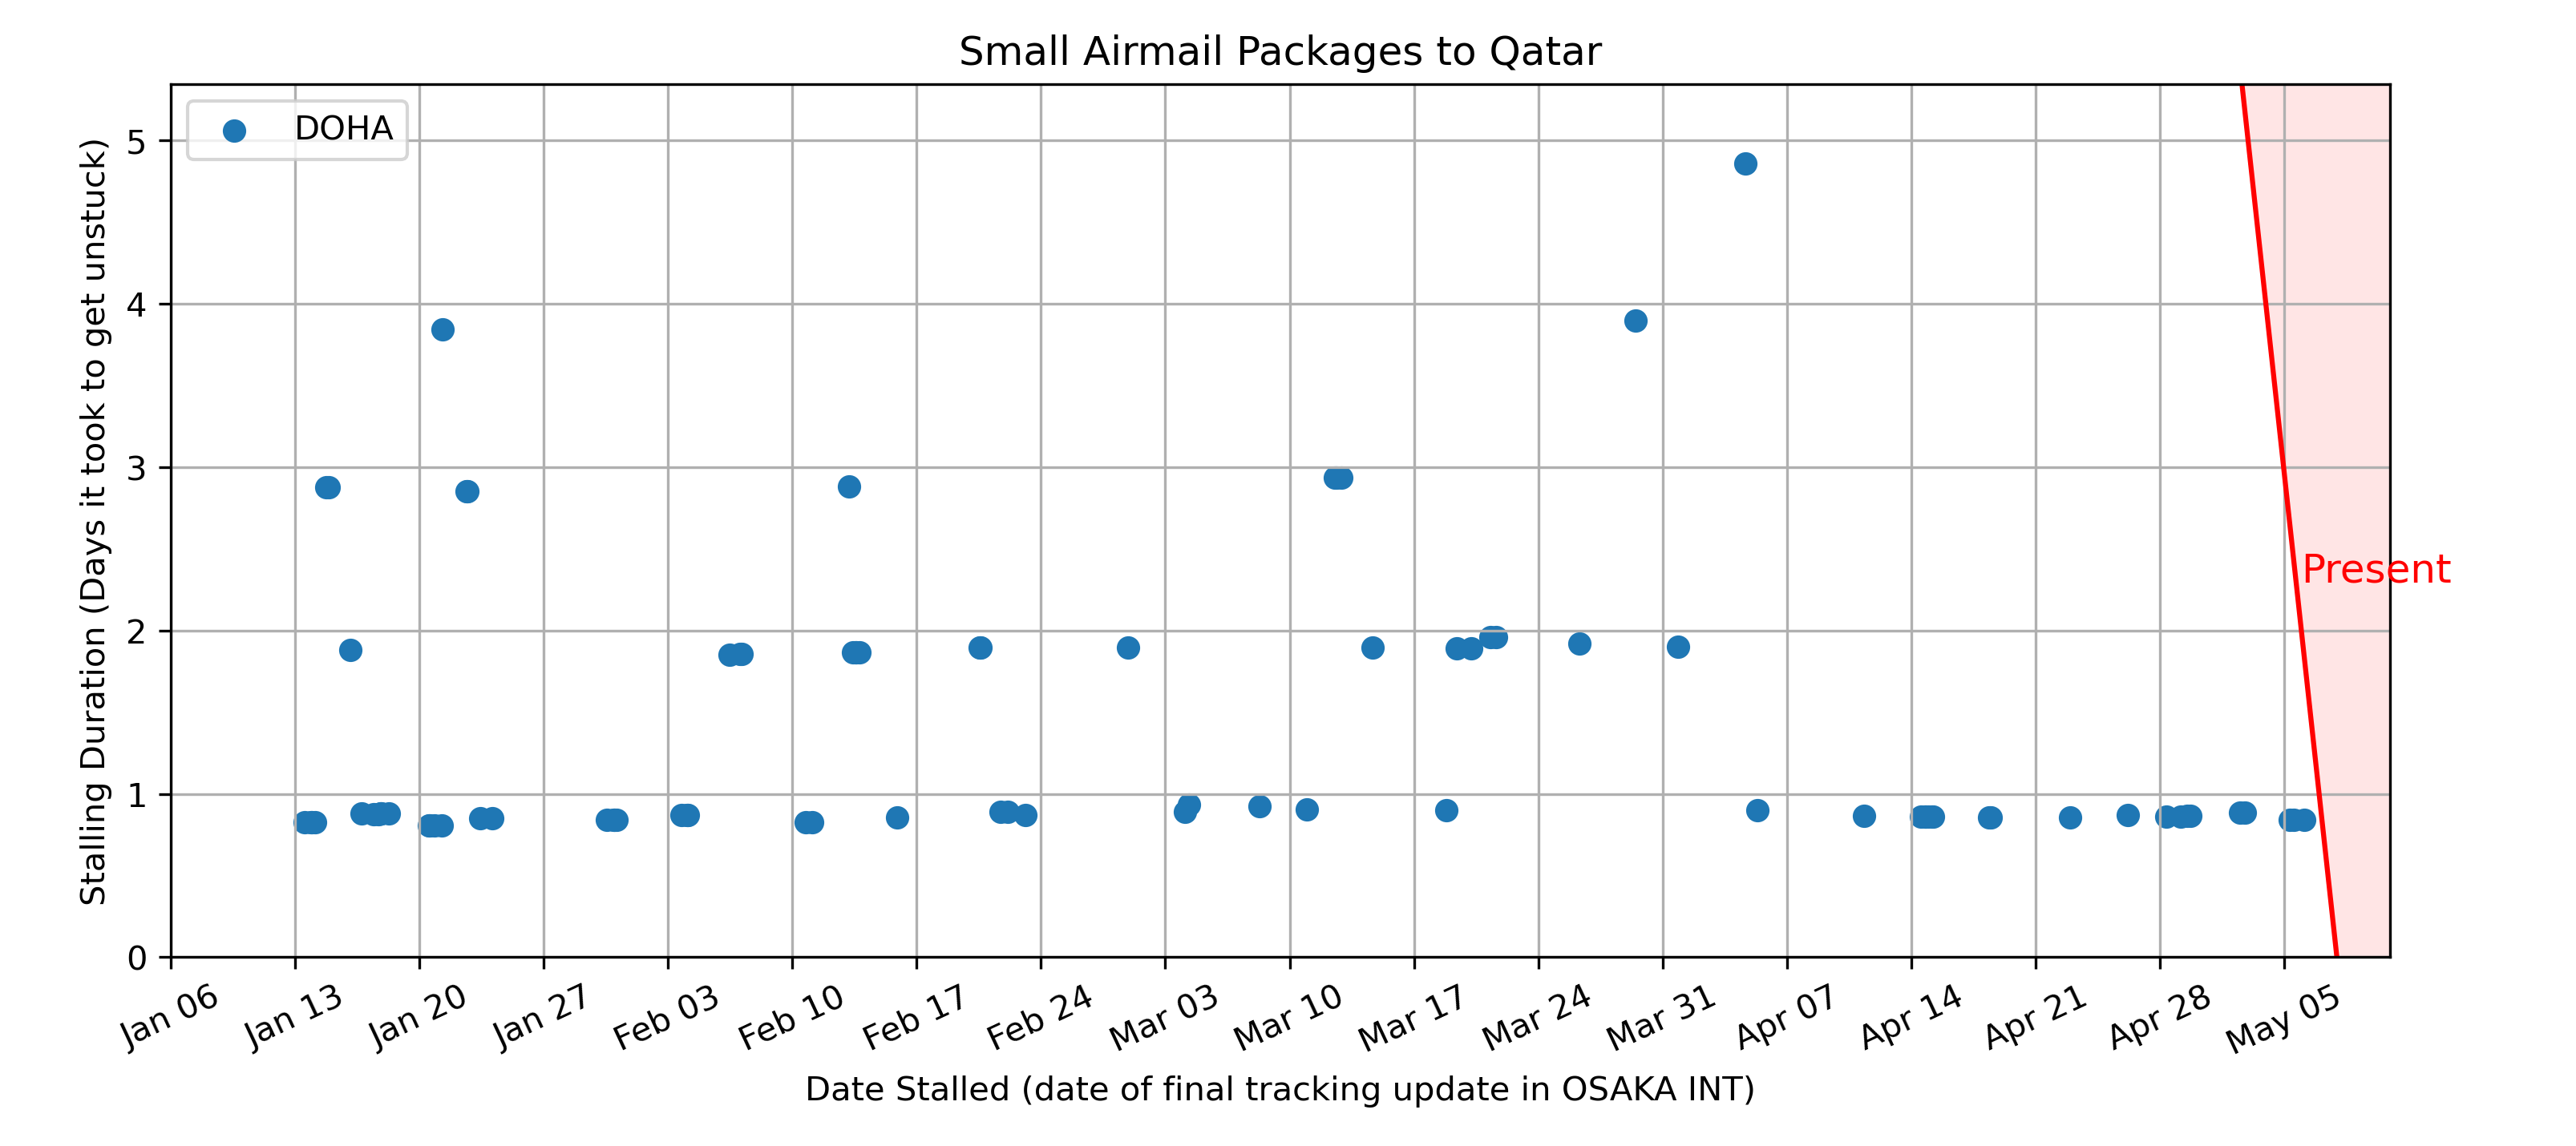 Small Airmail Packages to Qatar
DOHA
5
4
3
2
1
0
Stalling Duration (Days it took to get unstuck)
Present
Jan 06
Jan 13
Jan 20
Jan 27
Feb 03
Feb 10
Feb 17
Feb 24
Mar 03
Mar 10
Mar 17
Mar 24
Mar 31
Apr 07
Apr 14
Apr 21
Apr 28
May 05
Date Stalled (date of final tracking update in OSAKA INT)